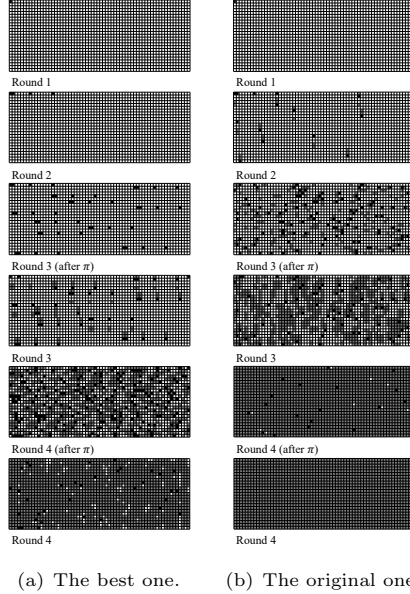 Round 1
Round 2
Round 3 (after π)
Round 3
Round 4 (after π)
Round 4
(a) The best one.
Round 1
Round 2
Round 3 (after π)
Round 3
Round 4 (after π)
Round 4
(b) The original one